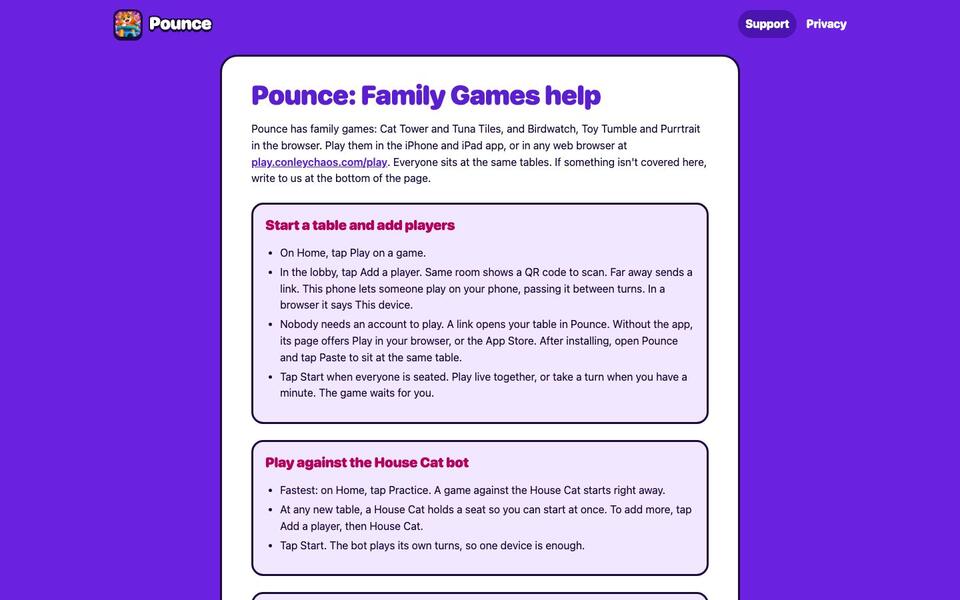 Pounce
Support
Privacy
Pounce: Family Games help
Pounce has family games: Cat Tower and Tuna Tiles, and Birdwatch, Toy Tumble and Purrtrait
in the browser. Play them in the iPhone and iPad app, or in any web browser at
play.conleychaos.com/play. Everyone sits at the same tables. If something isn't covered here,
write to us at the bottom of the page.
Start a table and add players
• On Home, tap Play on a game.
• In the lobby, tap Add a player. Same room shows a QR code to scan. Far away sends a
link. This phone lets someone play on your phone, passing it between turns. In a
browser it says This device.
• Nobody needs an account to play. A link opens your table in Pounce. Without the app,
its page offers Play in your browser, or the App Store. After installing, open Pounce
and tap Paste to sit at the same table.
• Tap Start when everyone is seated. Play live together, or take a turn when you have a
minute. The game waits for you.
Play against the House Cat bot
• Fastest: on Home, tap Practice. A game against the House Cat starts right away.
• At any new table, a House Cat holds a seat so you can start at once. To add more, tap
Add a player, then House Cat.
• Tap Start. The bot plays its own turns, so one device is enough.